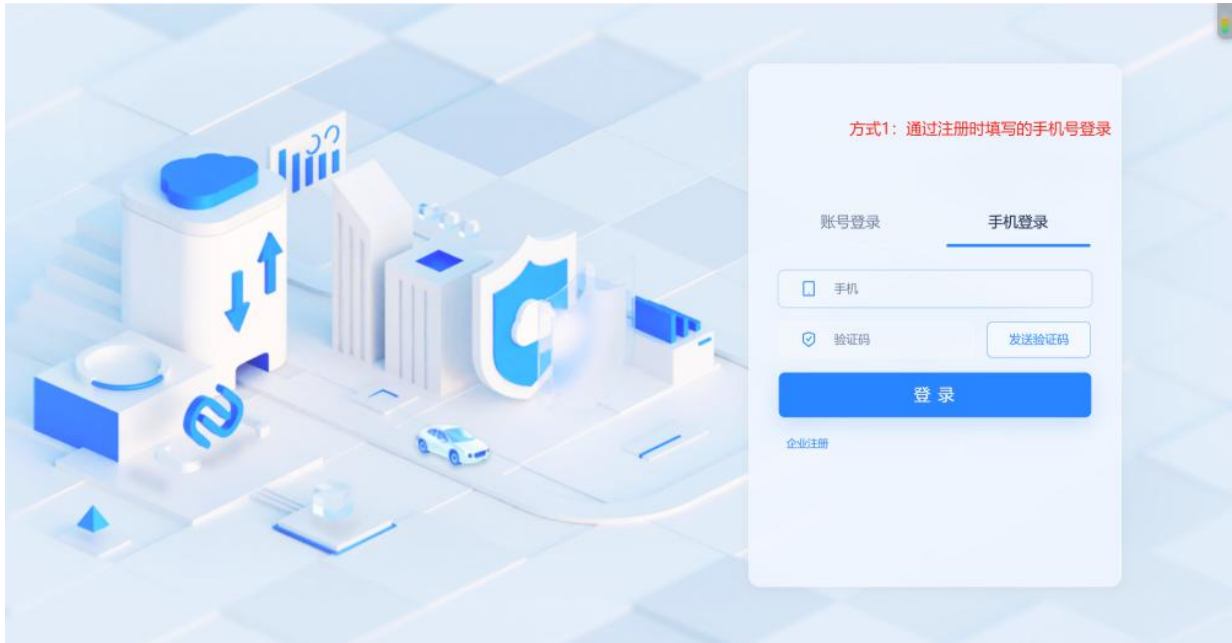 方式1：通过注册时填写的手机号登录
账号登录 手机登录
手机
验证码 发送验证码
登录
企业注册